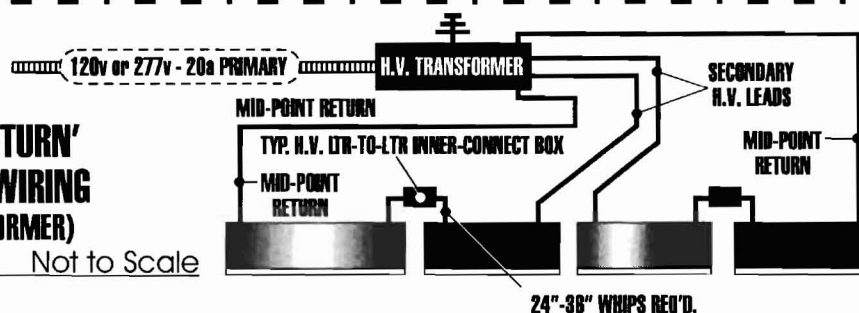 120v or 277v - 20a PRIMARY
H.V. TRANSFORMER
SECONDARY
H.V. LEADS
MID-POINT RETURN
TYP. H.V. LTR-TO-LTR INNER-CONNECT BOX
MID-POINT
RETURN
MID-POINT
RETURN
TURN'
WIRING
ORMER)
Not to Scale
24"-36" WHIPS REQ'D.